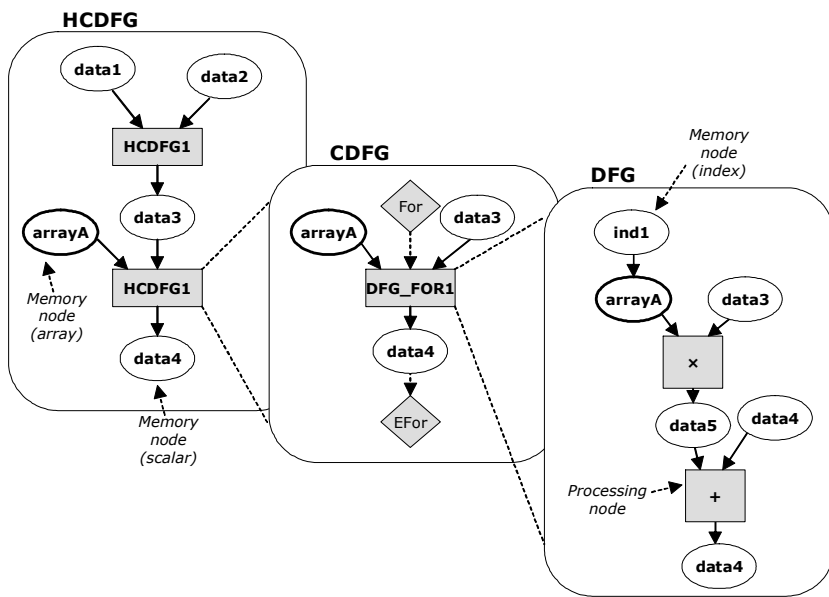 HCDFG
data1
data2
HCDFG1
data3
arrayA
HCDFG1
Memory
node
(array)
data4
Memory
node
(scalar)
CDFG
For
data3
arrayA
DFG_FOR1
data4
EFor
Memory
node
(index)
DFG
ind1
arrayA
data3
×
data5
data4
Processing
node
+
data4